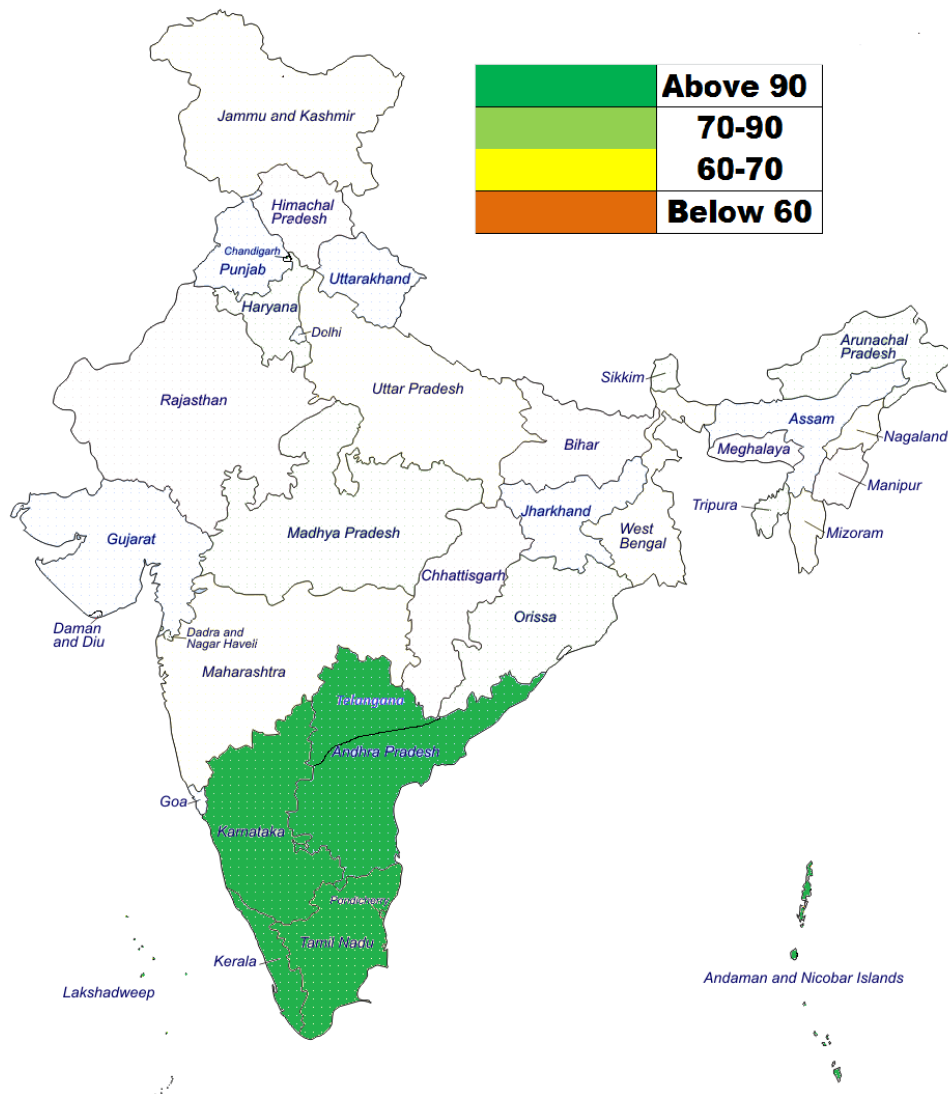 Above 90
70-90
60-70
Below 60
Jammu and Kashmir
Himachal
Pradesh
Chandigarh
Punjab
Uttarakhand
Haryana
Delhi
Arunachal
Pradesh
Sikkim
Uttar Pradesh
Rajasthan
Assam
Nagaland
Bihar
Meghalaya
Manipur
Tripura
Jharkhand
West
Bengal
Mizoram
Gujarat
Madhya Pradesh
Chhattisgarh
Orissa
Daman
and Diu
Dadra and
Nagar Haveli
Maharashtra
Telangana
Andhra Pradesh
Goa
Karnataka
Pondicherry
Tamil Nadu
Kerala
Lakshadweep
Andaman and Nicobar Islands